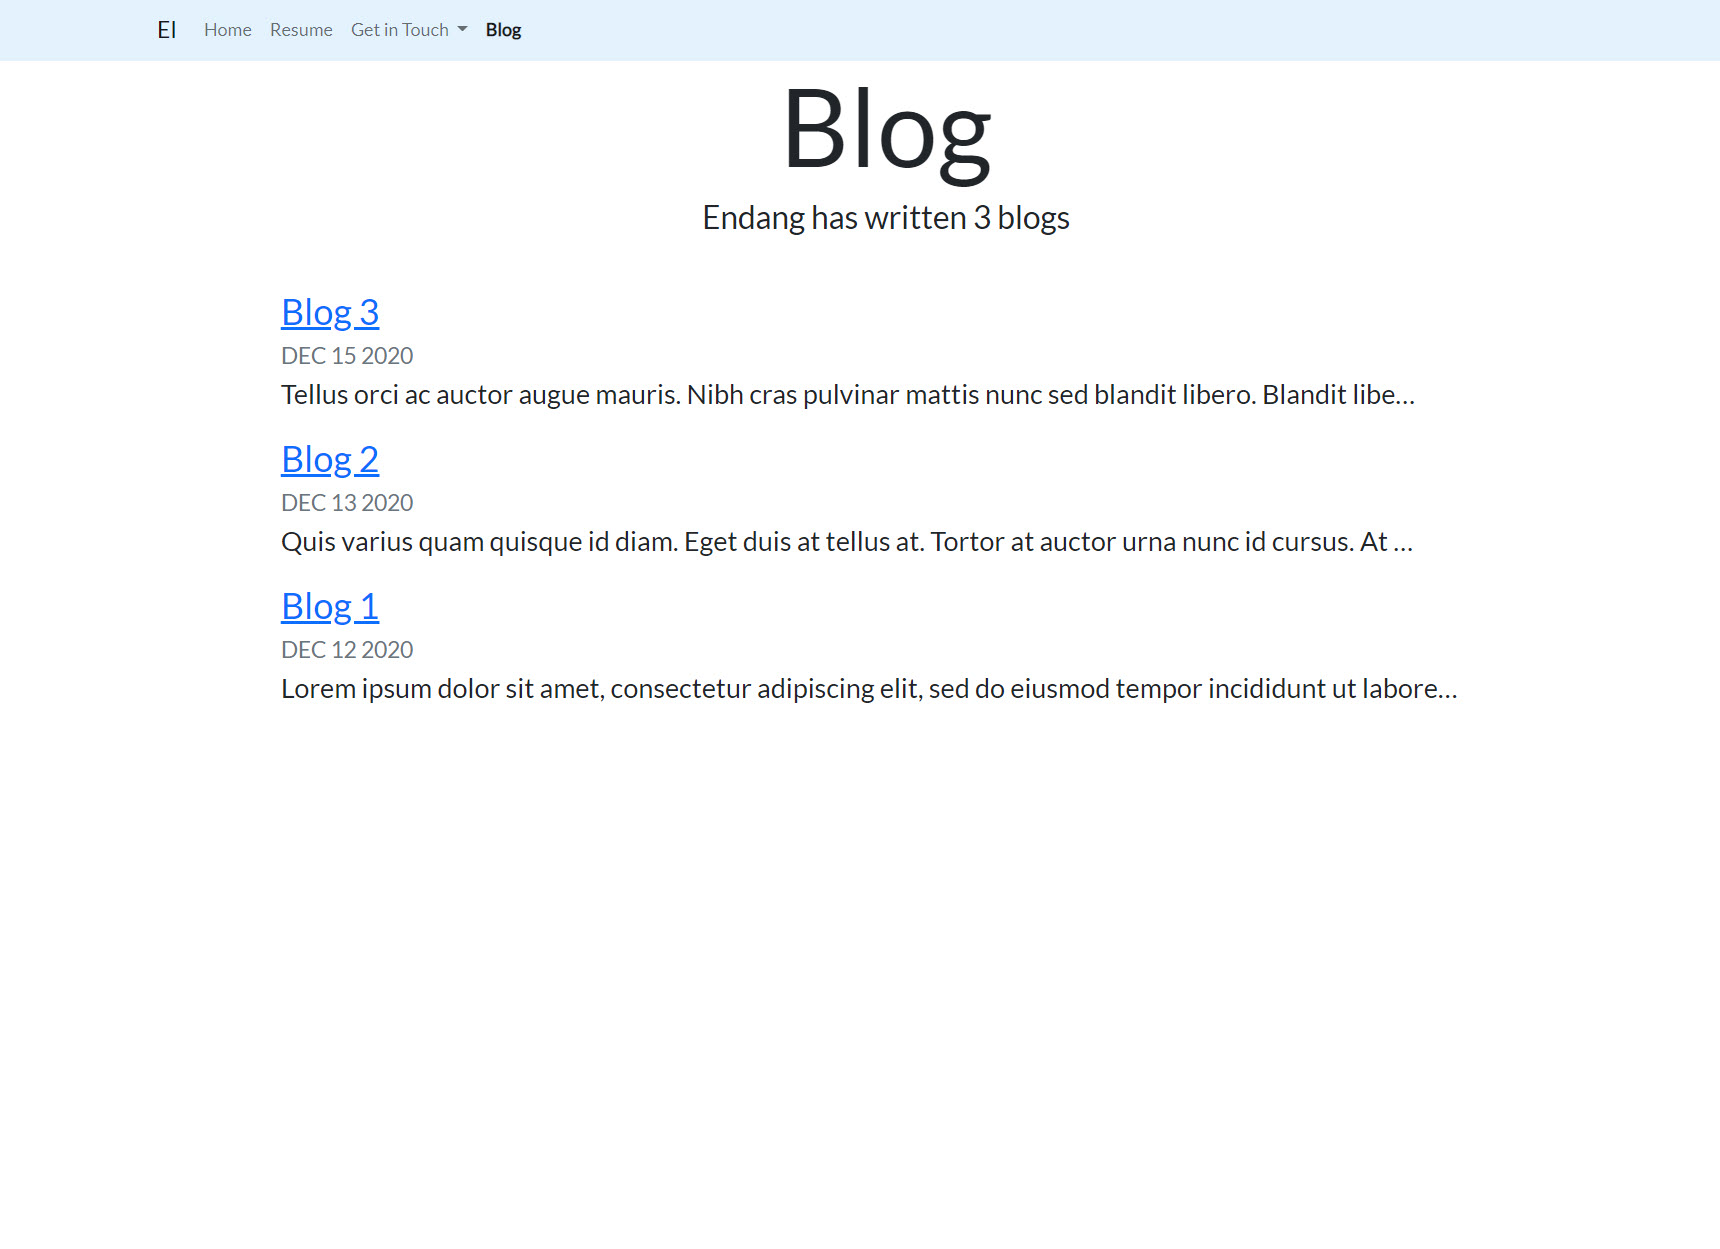 EI Home Resume Get in Touch Blog
Blog
Endang has written 3 blogs
Blog 3
DEC 15 2020
Tellus orci ac auctor augue mauris. Nibh cras pulvinar mattis nunc sed blandit libero. Blandit libe…
Blog 2
DEC 13 2020
Quis varius quam quisque id diam. Eget duis at tellus at. Tortor at auctor urna nunc id cursus. At …
Blog 1
DEC 12 2020
Lorem ipsum dolor sit amet, consectetur adipiscing elit, sed do eiusmod tempor incididunt ut labore…